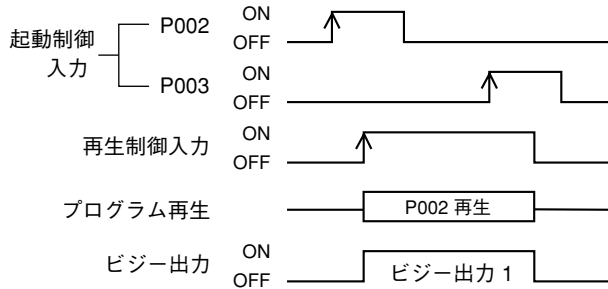 起動制御
入力
P002 ON
OFF
P003 ON
OFF
再生制御入力 ON
OFF
プログラム再生 P002 再生
ビジー出力 ON
OFF ビジー出力 1